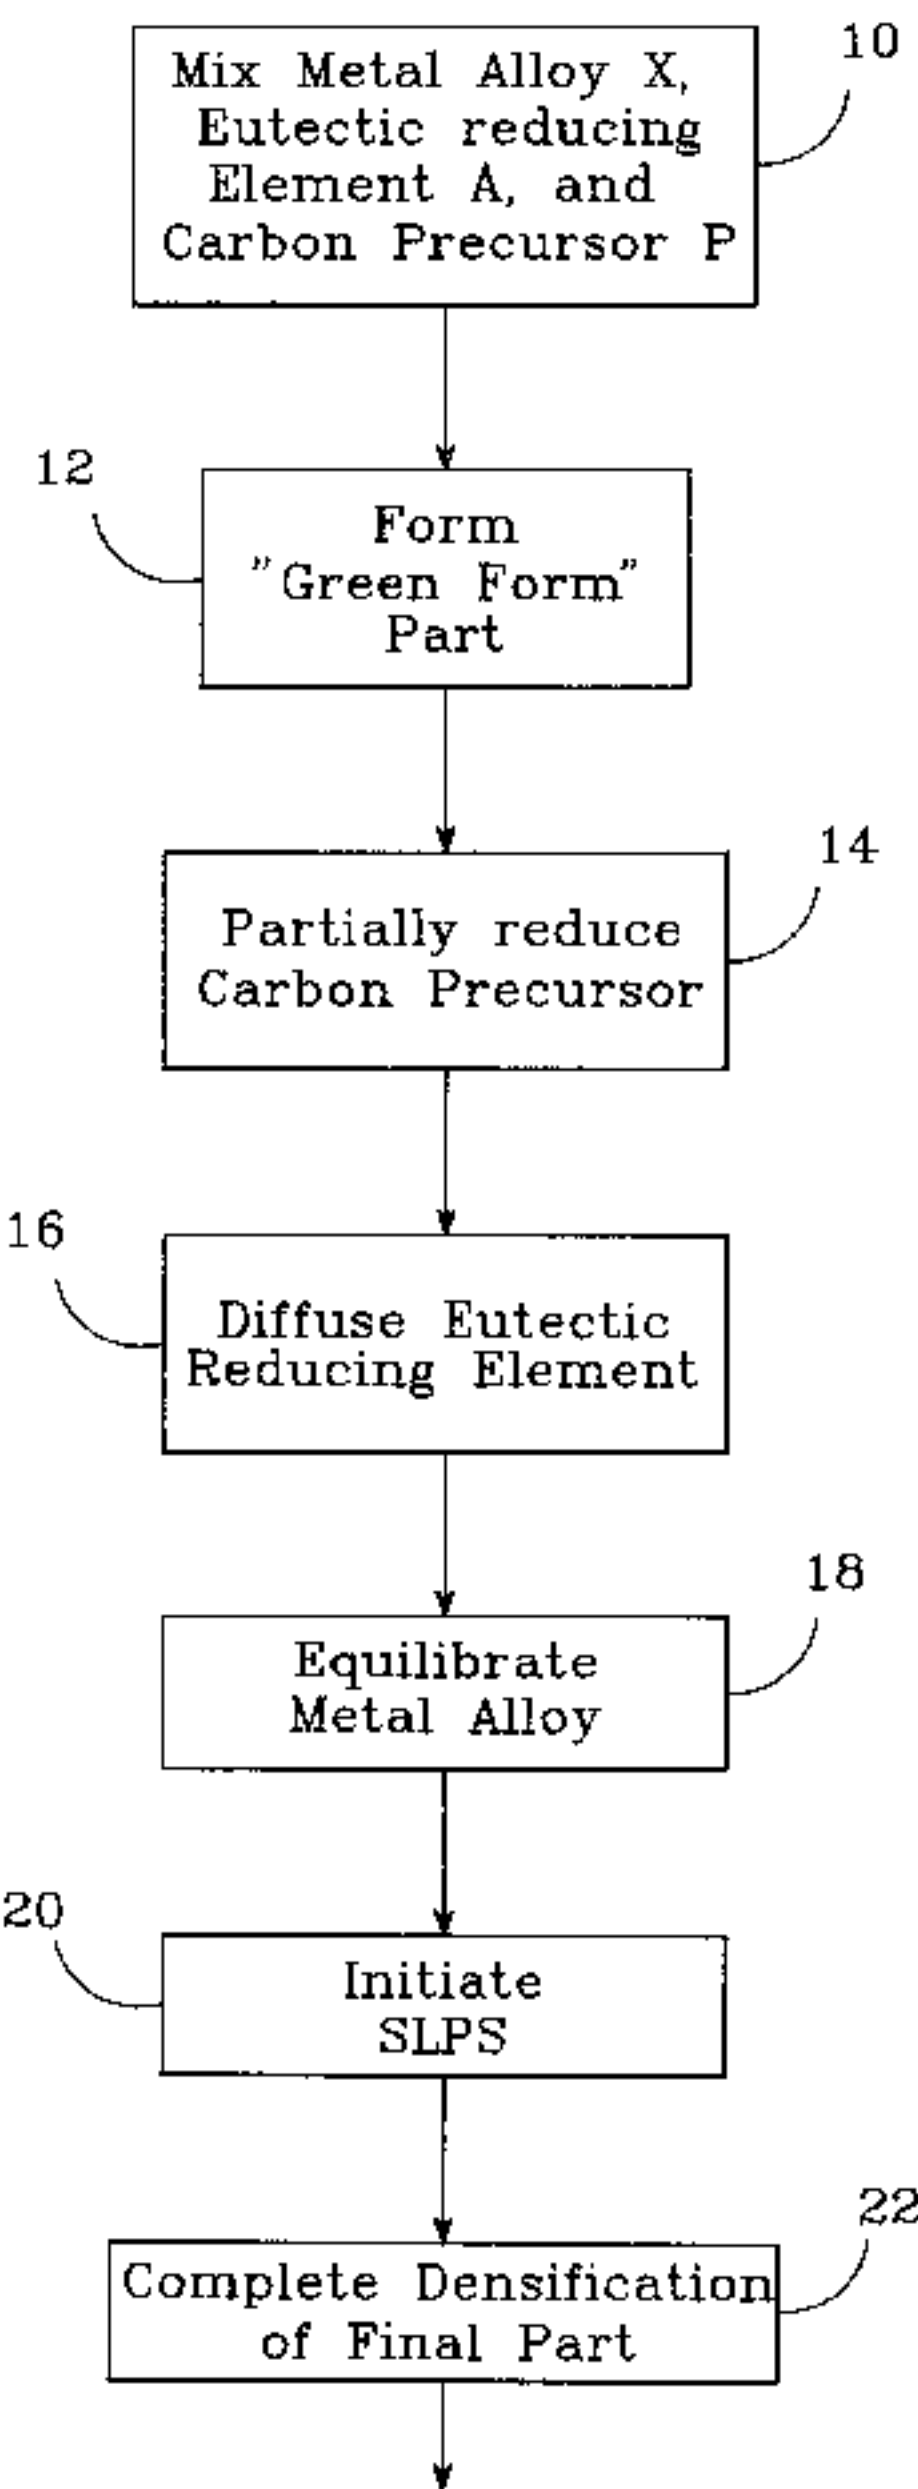 10
Mix Metal Alloy X,
Eutectic reducing
Element A, and
Carbon Precursor P
12
Form
"Green Form"
Part
14
Partially reduce
Carbon Precursor
16
Diffuse Eutectic
Reducing Element
18
Equilibrate
Metal Alloy
20
Initiate
SLPS
22
Complete Densification
of Final Part